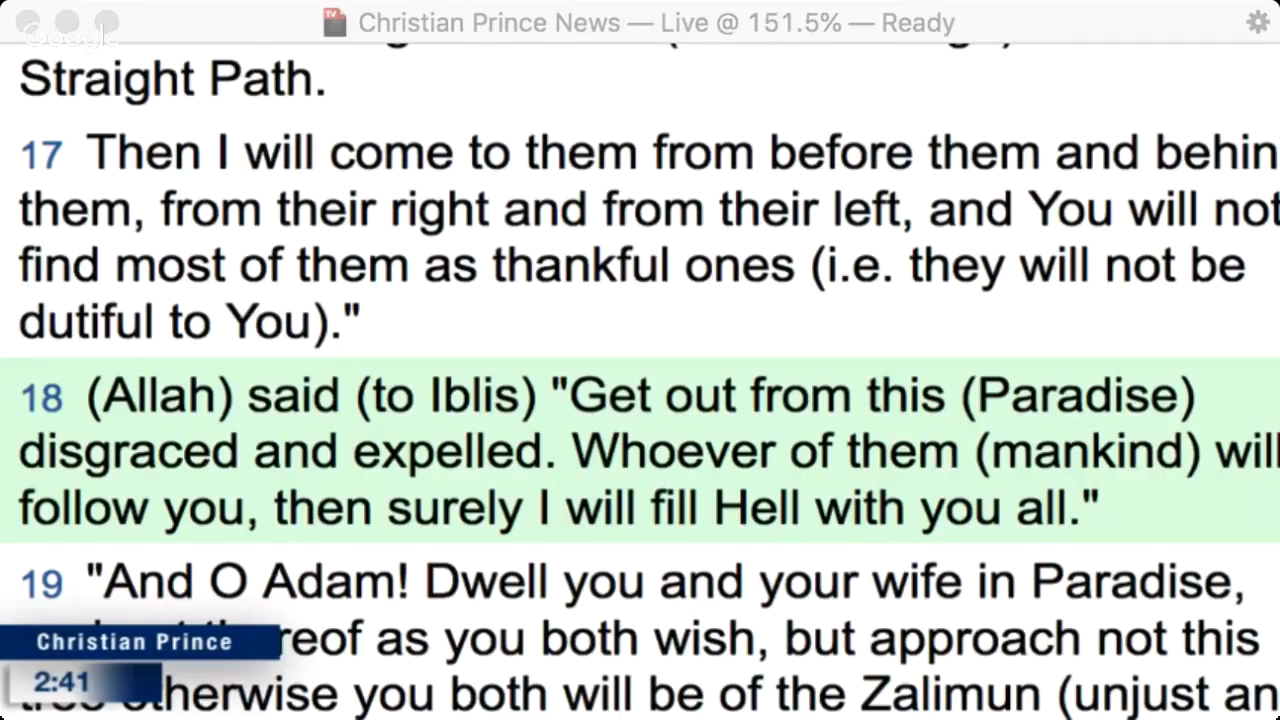 Christian Prince News — Live @ 151.5% — Ready
Google
Straight Path.
17 Then I will come to them from before them and behin
them, from their right and from their left, and You will not
find most of them as thankful ones (i.e. they will not be
dutiful to You)."
18 (Allah) said (to Iblis) "Get out from this (Paradise)
disgraced and expelled. Whoever of them (mankind) will
follow you, then surely I will fill Hell with you all."
19 "And O Adam! Dwell you and your wife in Paradise,
reof as you both wish, but approach not this
Christian Prince
otherwise you both will be of the Zalimun (unjust an
2:41